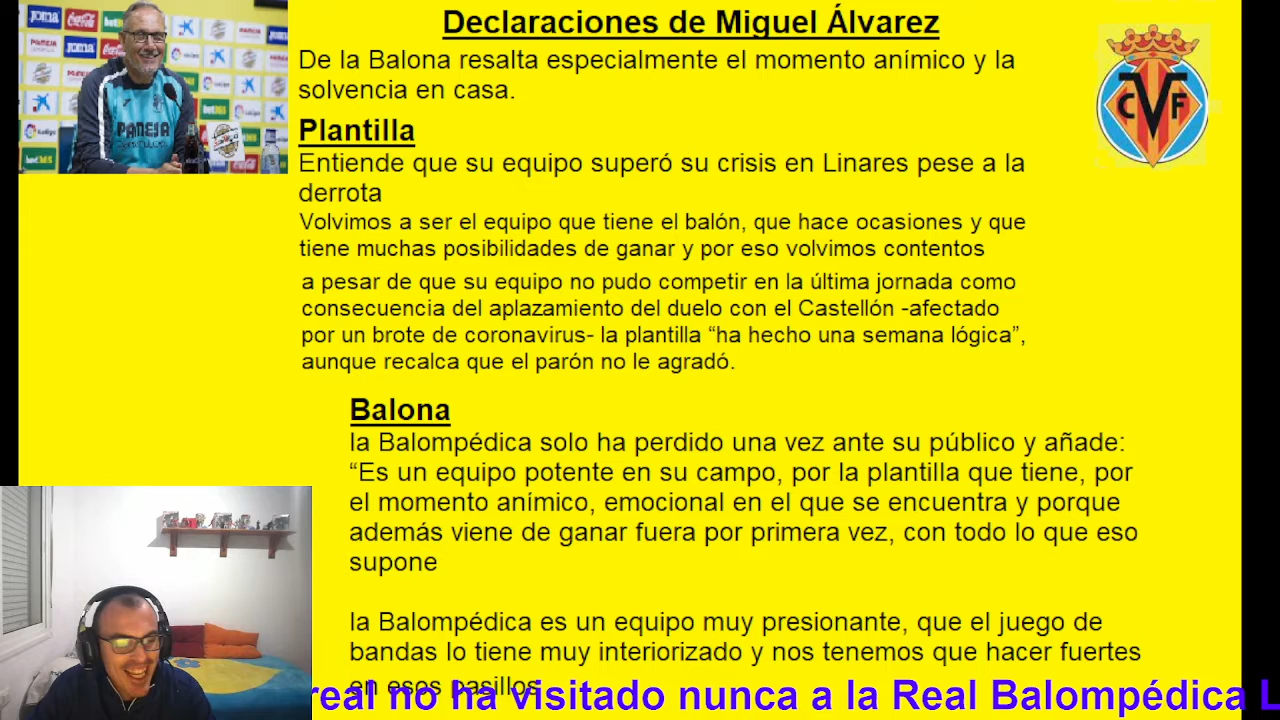 Declaraciones de Miguel Álvarez
De la Balona resalta especialmente el momento anímico y la
solvencia en casa.
Plantilla
Entiende que su equipo superó su crisis en Linares pese a la
derrota
Volvimos a ser el equipo que tiene el balón, que hace ocasiones y que
tiene muchas posibilidades de ganar y por eso volvimos contentos
a pesar de que su equipo no pudo competir en la última jornada como
consecuencia del aplazamiento del duelo con el Castellón -afectado
por un brote de coronavirus- la plantilla “ha hecho una semana lógica”,
aunque recalca que el parón no le agradó.
Balona
la Balompédica solo ha perdido una vez ante su público y añade:
“Es un equipo potente en su campo, por la plantilla que tiene, por
el momento anímico, emocional en el que se encuentra y porque
además viene de ganar fuera por primera vez, con todo lo que eso
supone
la Balompédica es un equipo muy presionante, que el juego de
bandas lo tiene muy interiorizado y nos tenemos que hacer fuertes
en esos pasillos
real no ha visitado nunca a la Real Balompédica L
joma
Coca-Cola
PAMESA
bet365
LaLiga
CVF